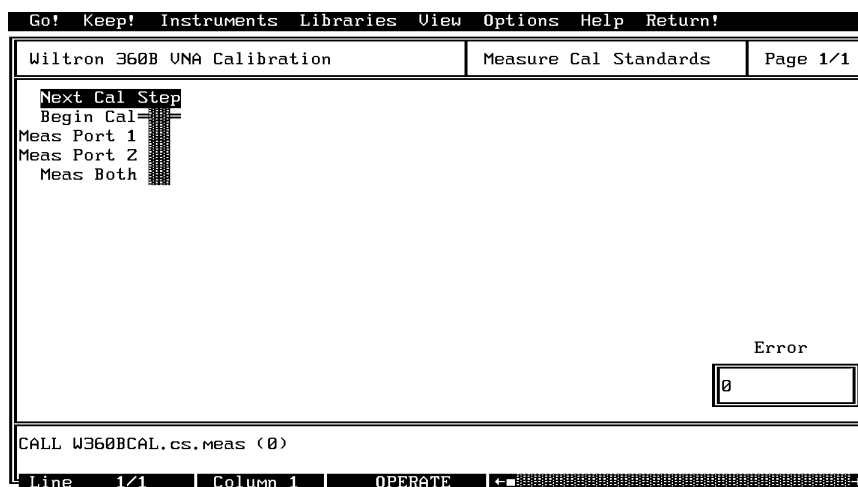 Go! Keep! Instruments Libraries View Options Help Return!
Wiltron 360B VNA Calibration Measure Cal Standards Page 1/1
Next Cal Step
Begin Cal
Meas Port 1
Meas Port 2
Meas Both
Error
0
CALL W360BCAL.cs.meas (0)
Line 1/1 Column 1 OPERATE